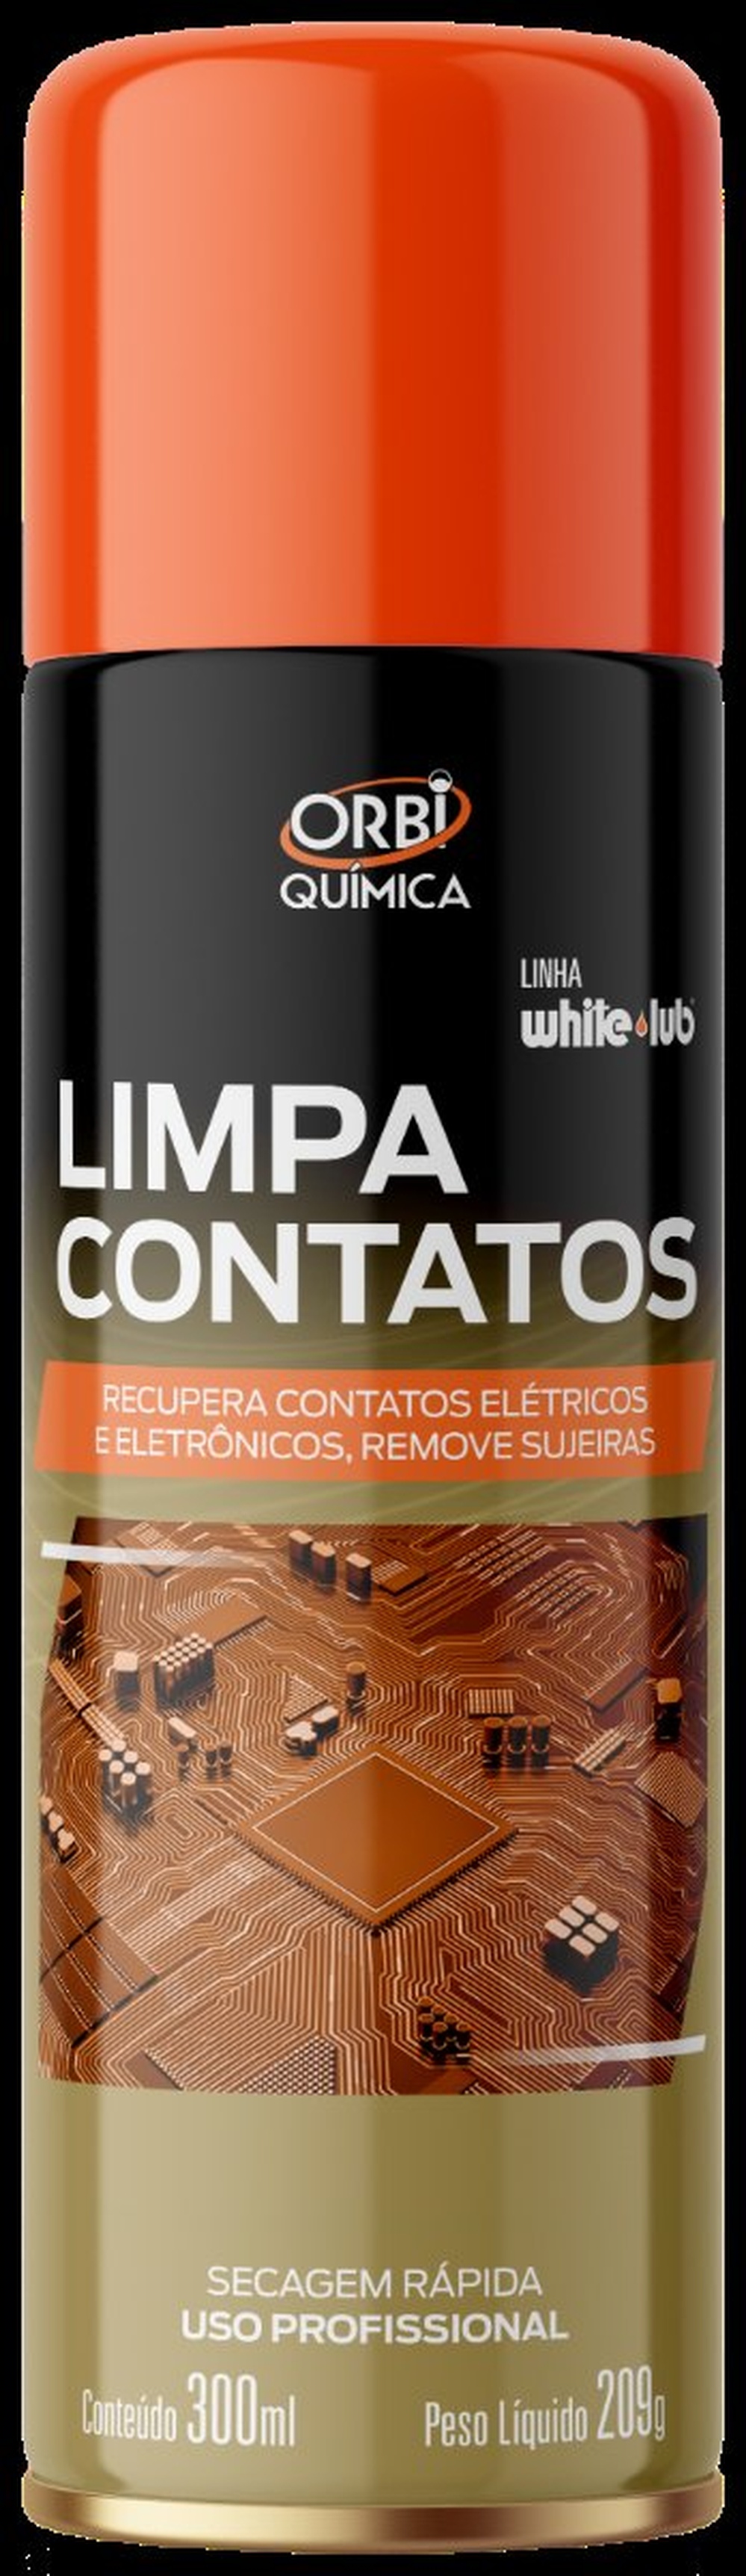 ORBI
QUÍMICA
LINHA
white lub
LIMPA
CONTATOS
RECUPERA CONTATOS ELÉTRICOS
E ELETRÔNICOS, REMOVE SUJEIRAS
SECAGEM RÁPIDA
USO PROFISSIONAL
Conteúdo 300ml Peso Líquido 209g